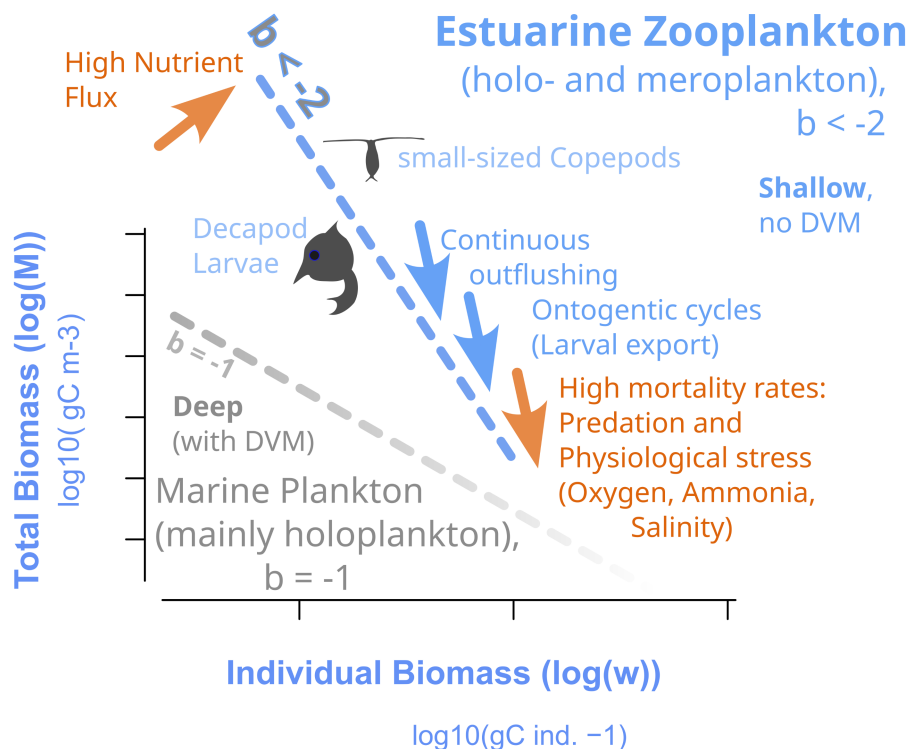 Estuarine Zooplankton
(holo- and meroplankton),
b < -2
b < -2
High Nutrient
Flux
small-sized Copepods
Shallow,
no DVM
Decapod
Larvae
Continuous
outflushing
Ontogentic cycles
(Larval export)
High mortality rates:
Predation and
Physiological stress
(Oxygen, Ammonia,
Salinity)
b = -1
Deep
(with DVM)
Marine Plankton
(mainly holoplankton),
b = -1
Total Biomass (log(M))
log10( gC m-3)
Individual Biomass (log(w))
log10(gC ind. −1)